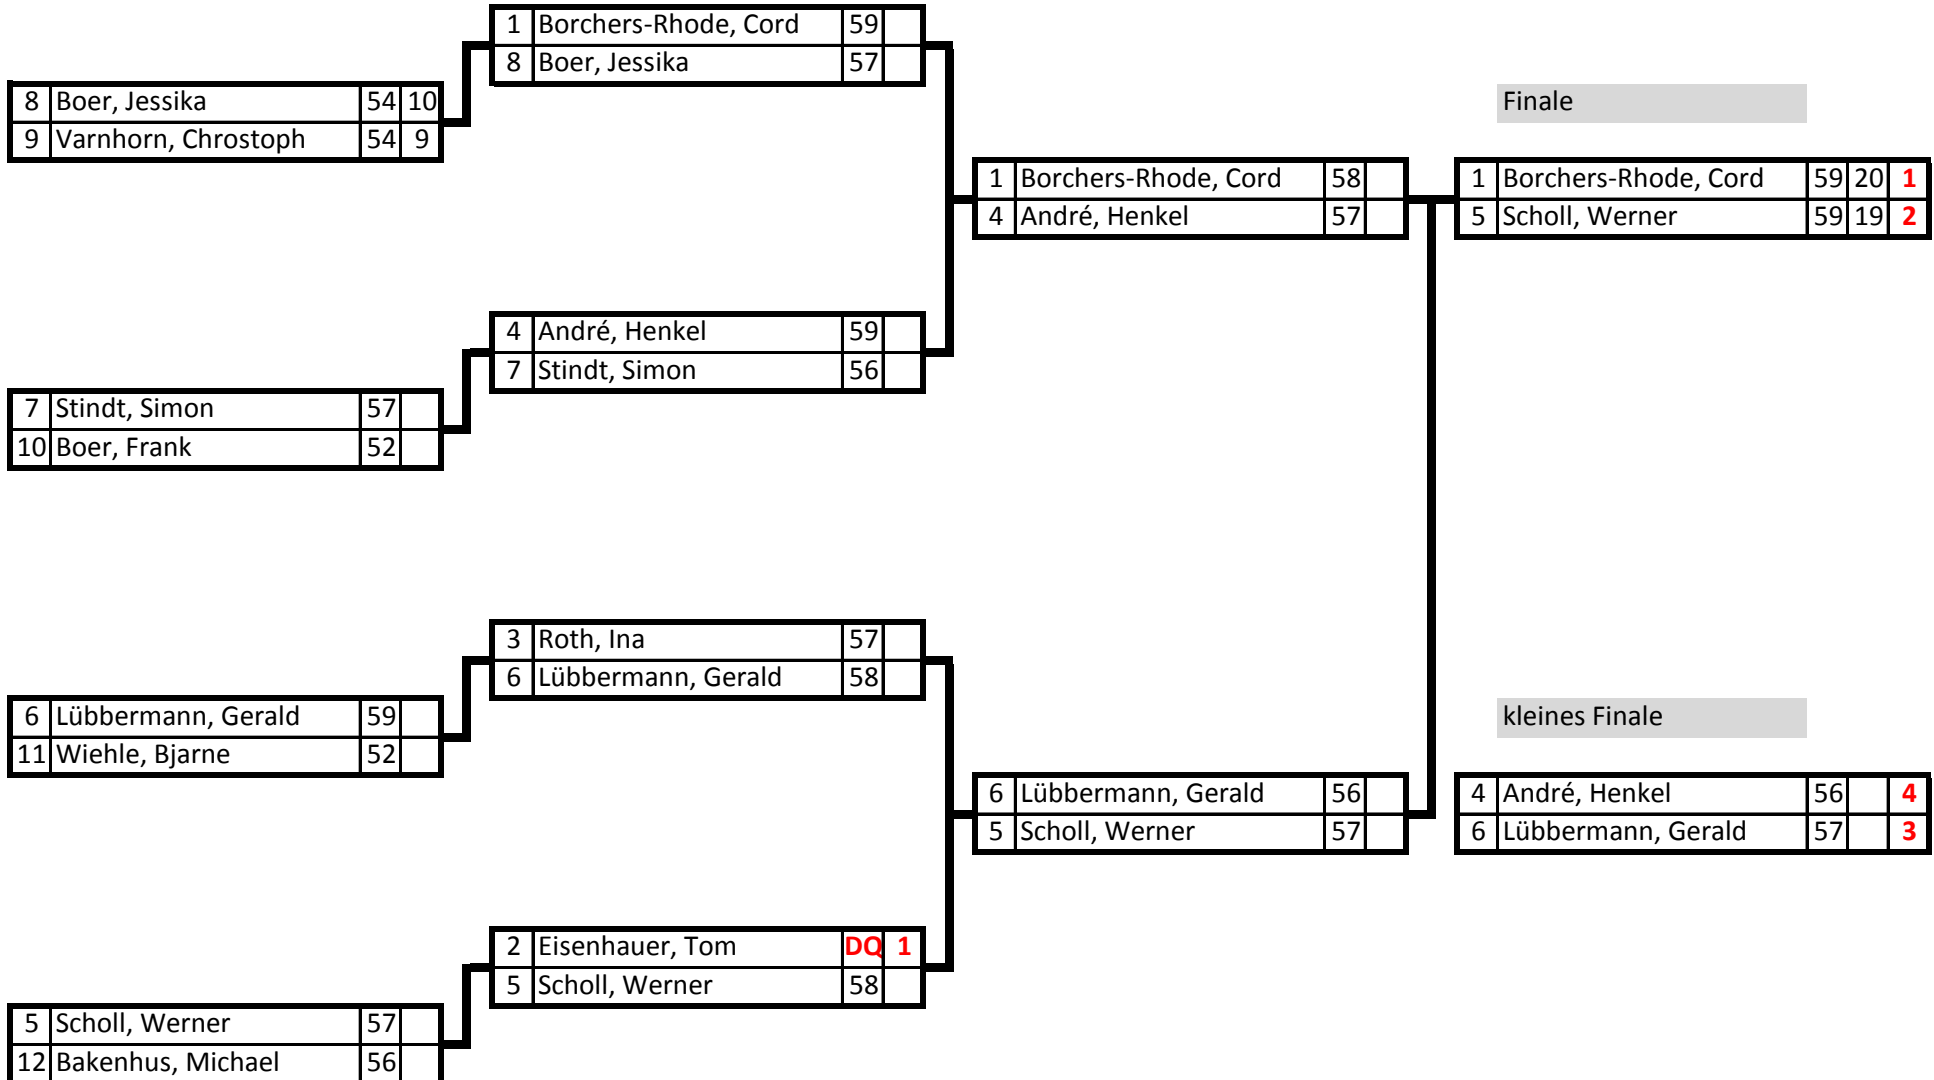 1 Borchers-Rhode, Cord 59
8 Boer, Jessika 57
8 Boer, Jessika 54 10
9 Varnhorn, Chrostoph 54 9
Finale
1 Borchers-Rhode, Cord 58
4 André, Henkel 57
1 Borchers-Rhode, Cord 59 20 1
5 Scholl, Werner 59 19 2
4 André, Henkel 59
7 Stindt, Simon 56
7 Stindt, Simon 57
10 Boer, Frank 52
3 Roth, Ina 57
6 Lübbermann, Gerald 58
6 Lübbermann, Gerald 59
11 Wiehle, Bjarne 52
kleines Finale
6 Lübbermann, Gerald 56
5 Scholl, Werner 57
4 André, Henkel 56 4
6 Lübbermann, Gerald 57 3
2 Eisenhauer, Tom DQ 1
5 Scholl, Werner 58
5 Scholl, Werner 57
12 Bakenhus, Michael 56